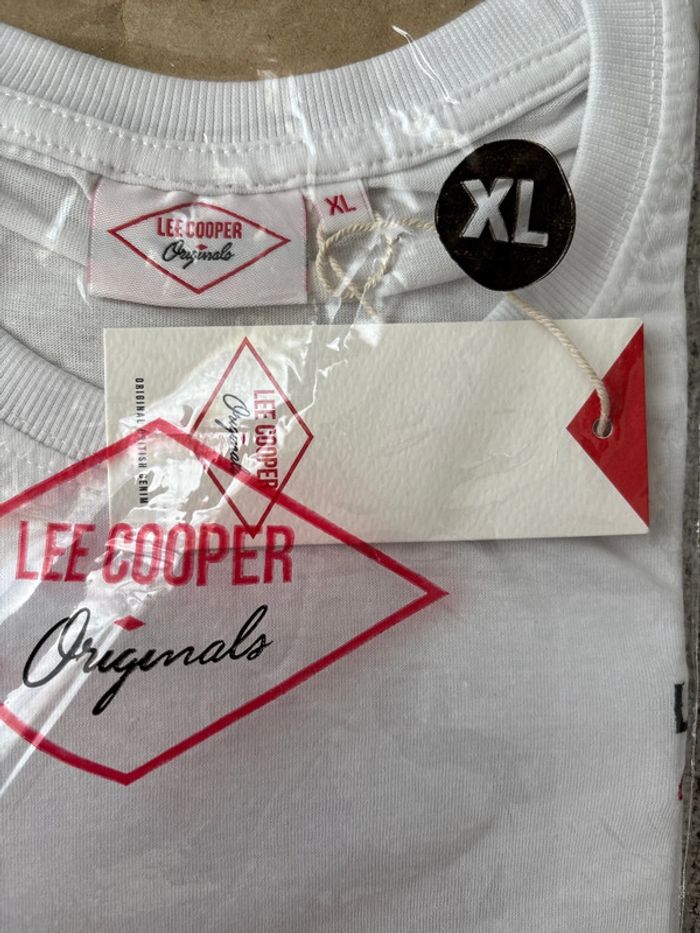 LEE COOPER
Originals
XL
XL
LEE COOPER
Originals
ORIGINAL BRITISH DENIM
LEE COOPER
Originals